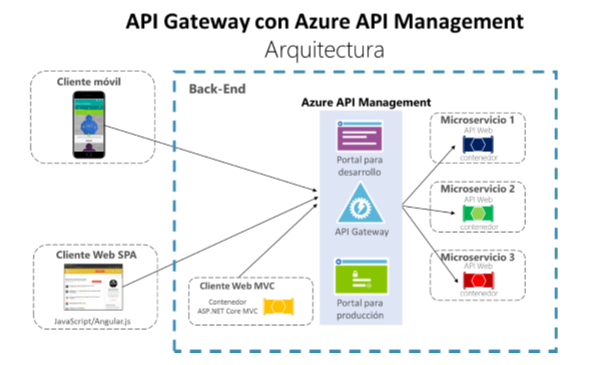 API Gateway con Azure API Management
Arquitectura
Cliente móvil
Back-End
Azure API Management
Portal para
desarrollo
API Gateway
Portal para
producción
Microservicio 1
API Web
contenedor
Microservicio 2
API Web
contenedor
Microservicio 3
API Web
contenedor
Cliente Web SPA
JavaScript/Angular.js
Cliente Web MVC
Contenedor
ASP.NET Core MVC